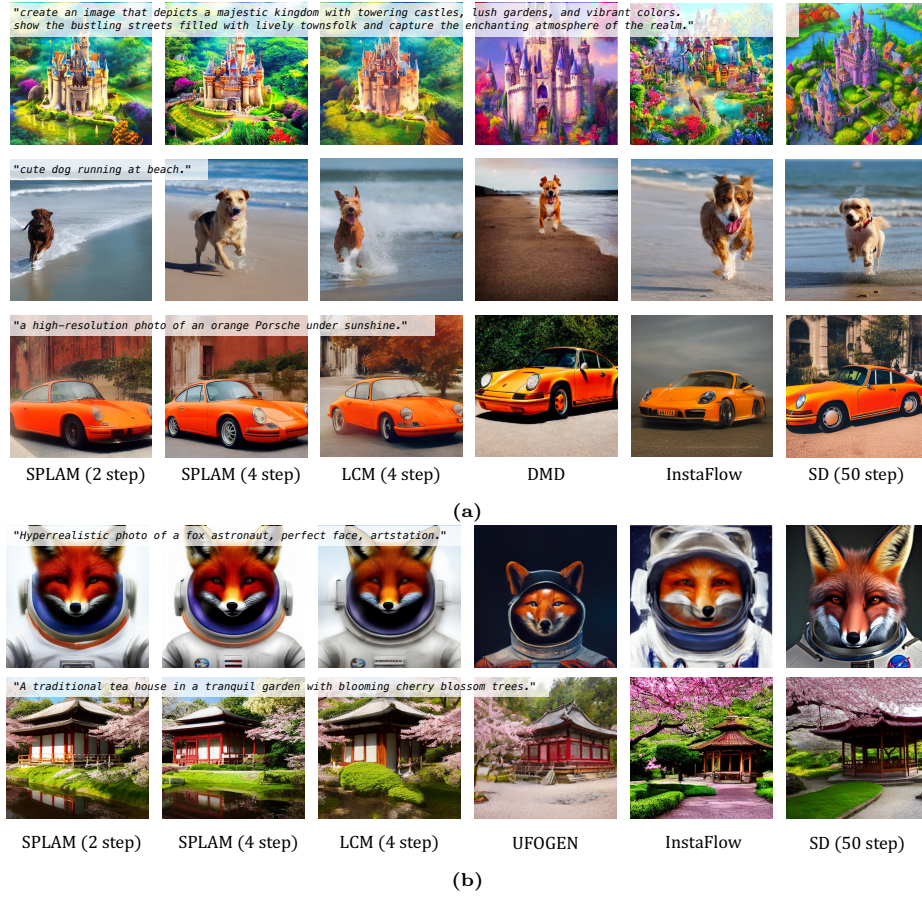 "create an image that depicts a majestic kingdom with towering castles, lush gardens, and vibrant colors.
show the bustling streets filled with lively townsfolk and capture the enchanting atmosphere of the realm."
"cute dog running at beach."
"a high-resolution photo of an orange Porsche under sunshine."
SPLAM (2 step) SPLAM (4 step) LCM (4 step) DMD InstaFlow SD (50 step)
(a)
"Hyperrealistic photo of a fox astronaut, perfect face, artstation."
"A traditional tea house in a tranquil garden with blooming cherry blossom trees."
SPLAM (2 step) SPLAM (4 step) LCM (4 step) UFOGEN InstaFlow SD (50 step)
(b)